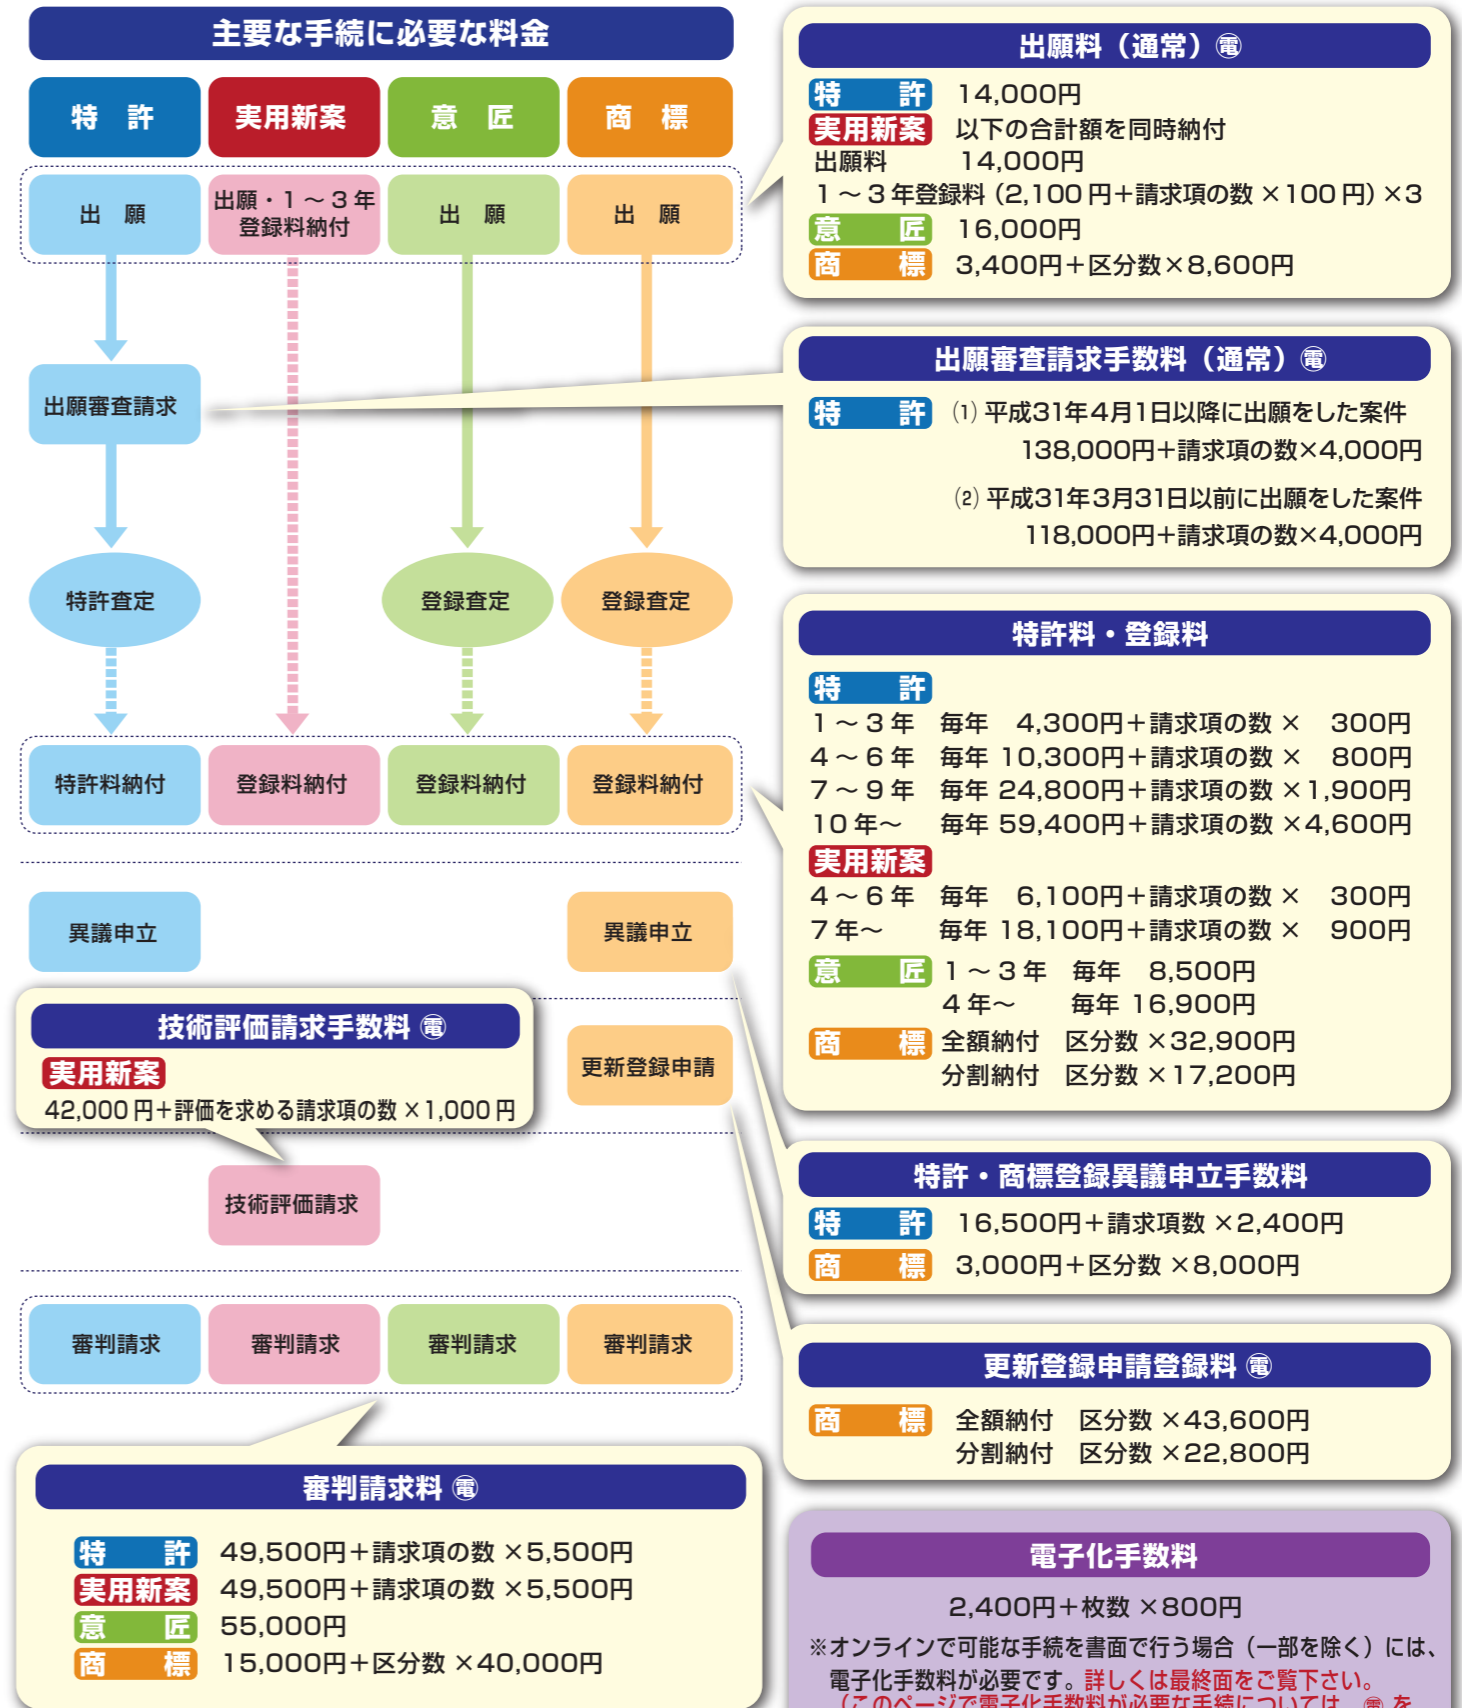 主要な手続に必要な料金
特　許　実用新案　意　匠　商　標
出　願
出願・1～3年
登録料納付
出　願
出　願
出願審査請求
特許査定
登録査定
登録査定
特許料納付
登録料納付
登録料納付
登録料納付
異議申立
異議申立
技術評価請求手数料 ㊢
実用新案
42,000円＋評価を求める請求項の数×1,000円
更新登録申請
技術評価請求
審判請求
審判請求
審判請求
審判請求
審判請求料 ㊢
特　許　49,500円＋請求項の数×5,500円
実用新案　49,500円＋請求項の数×5,500円
意　匠　55,000円
商　標　15,000円＋区分数×40,000円
出願料（通常）㊢
特　許　14,000円
実用新案　以下の合計額を同時納付
出願料　14,000円
1～3年登録料（2,100円＋請求項の数×100円）×3
意　匠　16,000円
商　標　3,400円＋区分数×8,600円
出願審査請求手数料（通常）㊢
特　許　⑴ 平成31年4月1日以降に出願をした案件
138,000円＋請求項の数×4,000円
⑵ 平成31年3月31日以前に出願をした案件
118,000円＋請求項の数×4,000円
特許料・登録料
特　許
1～3年　毎年　4,300円＋請求項の数×　300円
4～6年　毎年 10,300円＋請求項の数×　800円
7～9年　毎年 24,800円＋請求項の数×1,900円
10年～　毎年 59,400円＋請求項の数×4,600円
実用新案
4～6年　毎年　6,100円＋請求項の数×　300円
7年～　毎年 18,100円＋請求項の数×　900円
意　匠　1～3年　毎年　8,500円
4年～　毎年 16,900円
商　標　全額納付　区分数×32,900円
分割納付　区分数×17,200円
特許・商標登録異議申立手数料
特　許　16,500円＋請求項数×2,400円
商　標　3,000円＋区分数×8,000円
更新登録申請登録料 ㊢
商　標　全額納付　区分数×43,600円
分割納付　区分数×22,800円
電子化手数料
2,400円＋枚数×800円
※オンラインで可能な手続を書面で行う場合（一部を除く）には、
電子化手数料が必要です。詳しくは最終面をご覧下さい。
（このページで電子化手数料が必要な手続については、㊢を